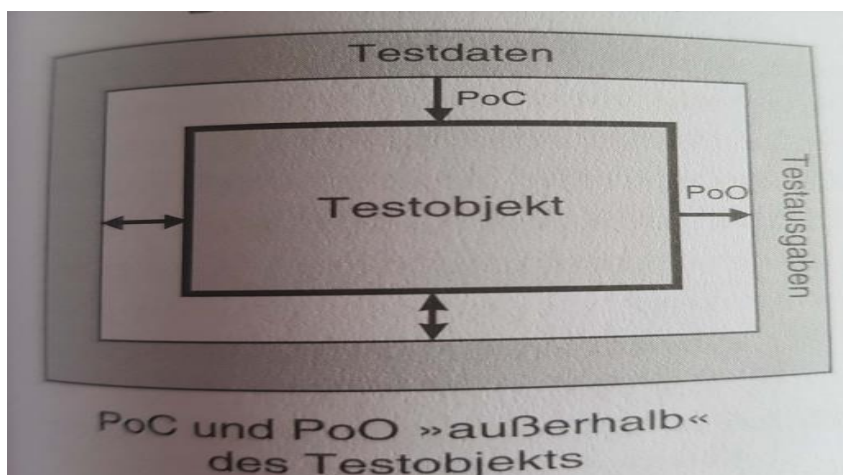 Testdaten
PoC
Testobjekt
PoO
Testausgaben
PoC und PoO »außerhalb«
des Testobjekts